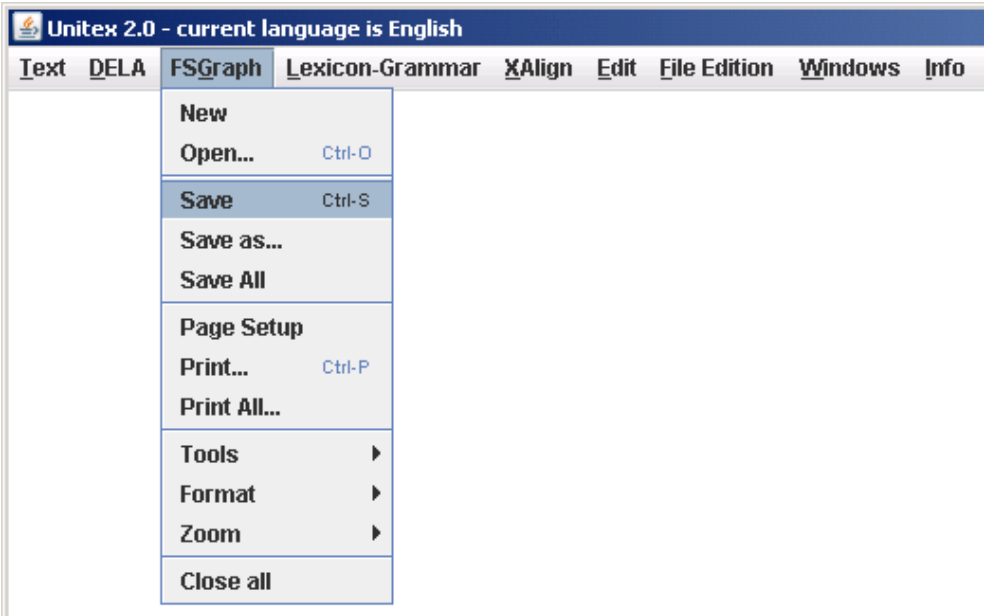 Unitex 2.0 - current language is English
Text DELA FSGraph Lexicon-Grammar XAlign Edit File Edition Windows Info
New
Open... Ctrl-O
Save Ctrl-S
Save as...
Save All
Page Setup
Print... Ctrl-P
Print All...
Tools
Format
Zoom
Close all